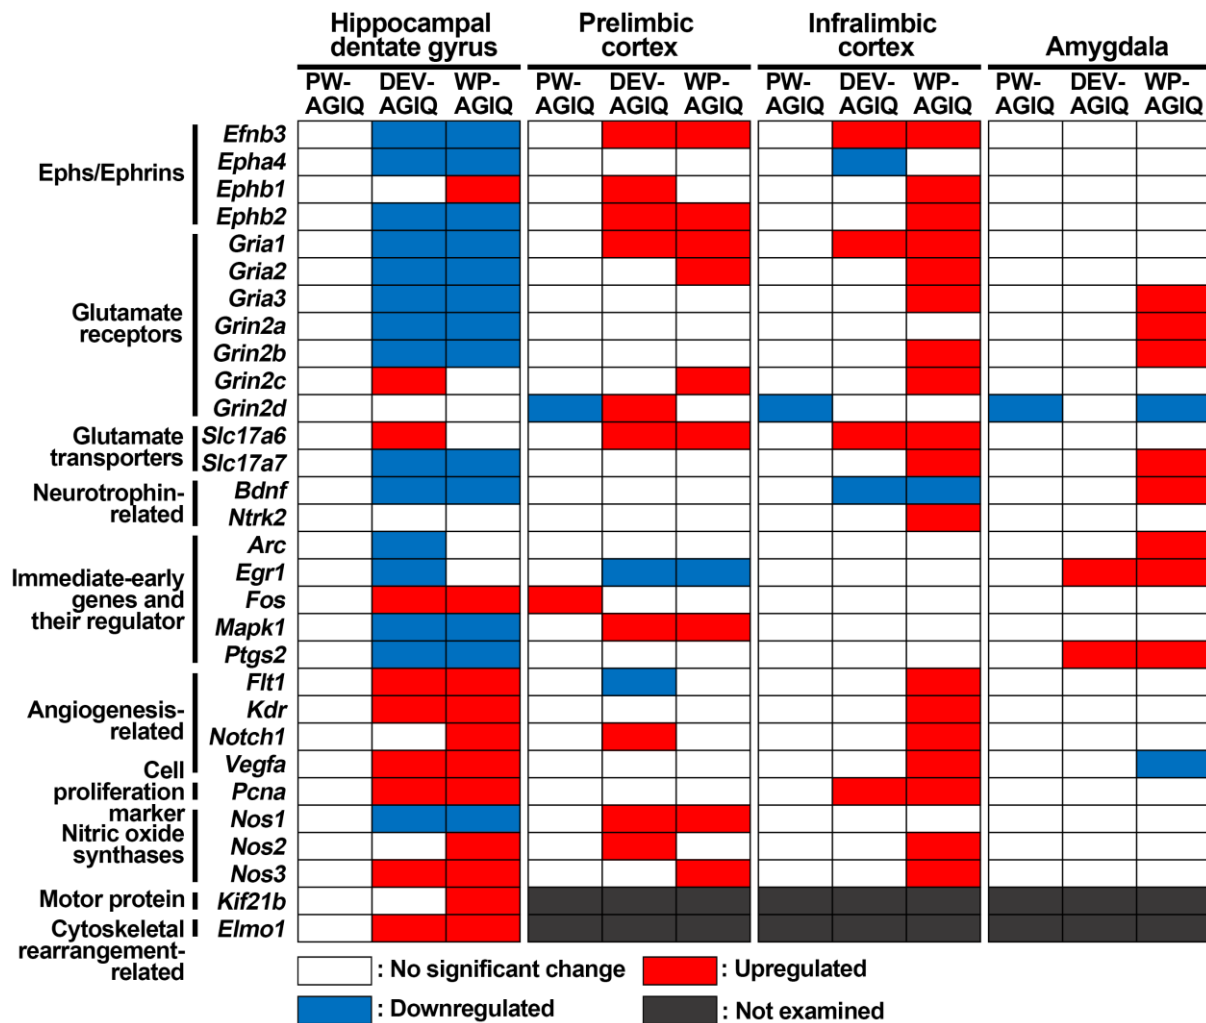 Hippocampal
dentate gyrus
Prelimbic
cortex
Infralimbic
cortex
Amygdala
PW-
AGIQ
DEV-
AGIQ
WP-
AGIQ
PW-
AGIQ
DEV-
AGIQ
WP-
AGIQ
PW-
AGIQ
DEV-
AGIQ
WP-
AGIQ
PW-
AGIQ
DEV-
AGIQ
WP-
AGIQ
Ephs/Ephrins
Efnb3
Epha4
Ephb1
Ephb2
Glutamate
receptors
Gria1
Gria2
Gria3
Grin2a
Grin2b
Grin2c
Grin2d
Glutamate
transporters
Slc17a6
Slc17a7
Neurotrophin-
related
Bdnf
Ntrk2
Immediate-early
genes and
their regulator
Arc
Egr1
Fos
Mapk1
Ptgs2
Angiogenesis-
related
Flt1
Kdr
Notch1
Vegfa
Cell
proliferation
marker
Pcna
Nitric oxide
synthases
Nos1
Nos2
Nos3
Motor protein
Kif21b
Cytoskeletal
rearrangement-
related
Elmo1
: No significant change
: Upregulated
: Downregulated
: Not examined